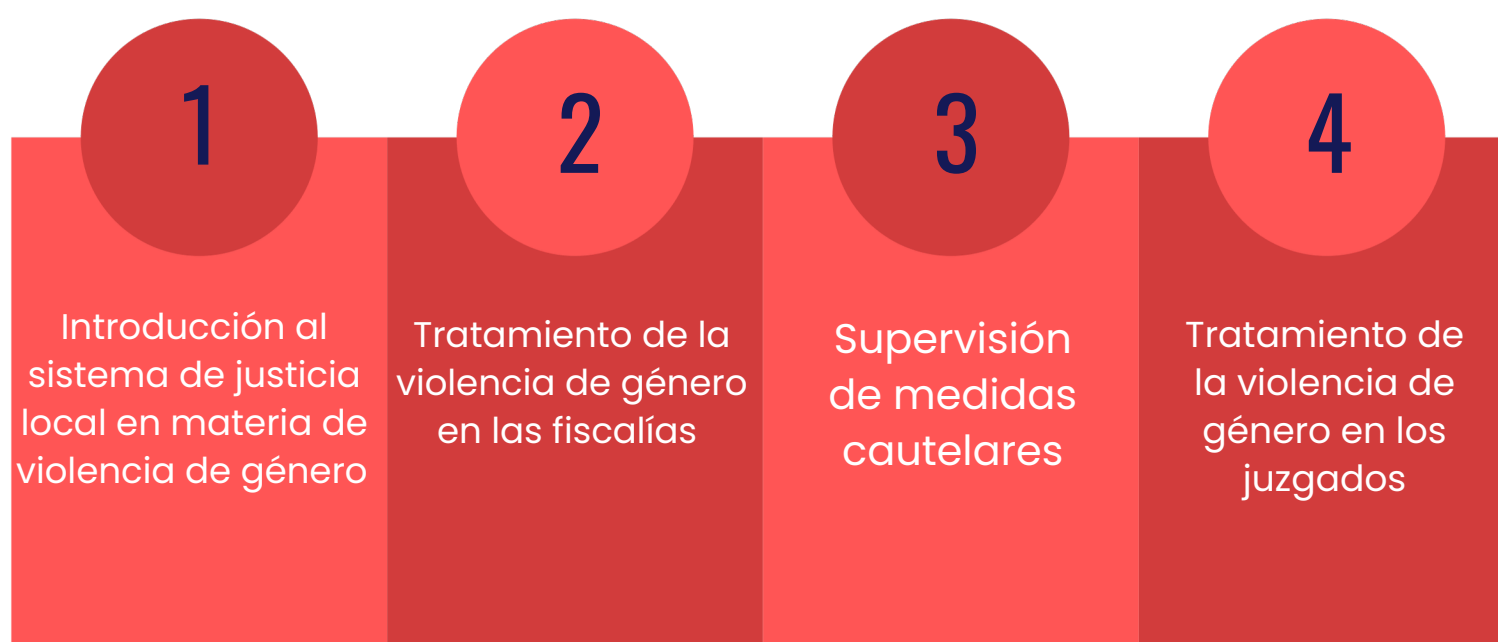 1
Introducción al
sistema de justicia
local en materia de
violencia de género
2
Tratamiento de la
violencia de género
en las fiscalías
3
Supervisión
de medidas
cautelares
4
Tratamiento de
la violencia de
género en los
juzgados